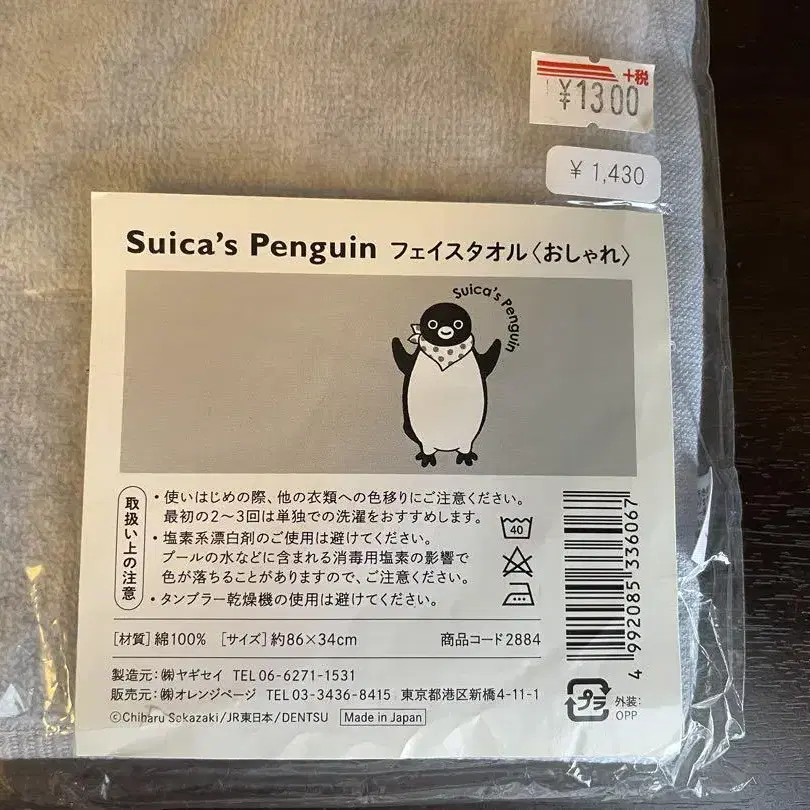 +税
¥1300
¥ 1,430
Suica's Penguin フェイスタオル〈おしゃれ〉
Suica's Penguin
取扱い上の注意
・使いはじめの際、他の衣類への色移りにご注意ください。
最初の2〜3回は単独での洗濯をおすすめします。
・塩素系漂白剤のご使用は避けてください。
プールの水などに含まれる消毒用塩素の影響で
色が落ちることがありますので、ご注意ください。
・タンブラー乾燥機の使用は避けてください。
40
[材質]綿100% [サイズ]約86×34cm 商品コード2884
製造元:㈱ヤギセイ TEL06-6271-1531
販売元:㈱オレンジページ TEL03-3436-8415 東京都港区新橋4-11-1
©Chiharu Sakazaki/JR東日本/DENTSU Made in Japan
4 992085 336067
プラ
外装:
OPP